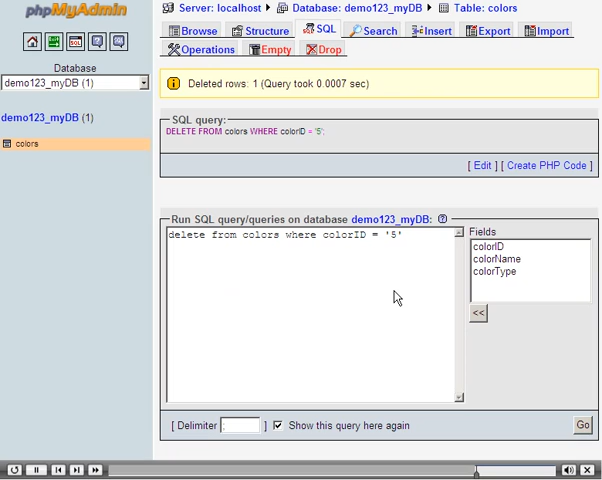 phpMyAdmin
Server: localhost Database: demo123_myDB Table: colors
Browse Structure SQL Search Insert Export Import
Operations Empty Drop
Database
demo123_myDB (1)
demo123_myDB (1)
colors
Deleted rows: 1 (Query took 0.0007 sec)
SQL query:
DELETE FROM colors WHERE colorID = '5';
[ Edit ] [ Create PHP Code ]
Run SQL query/queries on database demo123_myDB:
delete from colors where colorID = '5'
Fields
colorID
colorName
colorType
<<
[ Delimiter ; ] Show this query here again
Go